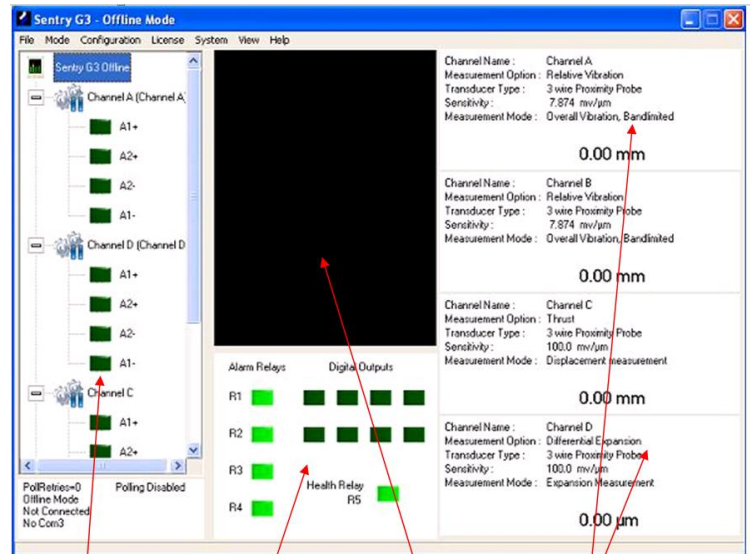 Sentry G3 - Offline Mode
File Mode Configuration License System View Help
Sentry G3 Offline
Channel A (Channel A)
A1+
A2+
A2-
A1-
Channel D (Channel D
A1+
A2+
A2-
A1-
Channel C
A1+
A2+
PollRetries=0 Polling Disabled
Offline Mode
Not Connected
No Com3
Alarm Relays Digital Outputs
R1
R2
R3
Health Relay
R5
R4
Channel Name : Channel A
Measurement Option : Relative Vibration
Transducer Type : 3 wire Proximity Probe
Sensitivity : 7.874 mv/µm
Measurement Mode : Overall Vibration, Bandlimited
0.00 mm
Channel Name : Channel B
Measurement Option : Relative Vibration
Transducer Type : 3 wire Proximity Probe
Sensitivity : 7.874 mv/µm
Measurement Mode : Overall Vibration, Bandlimited
0.00 mm
Channel Name : Channel C
Measurement Option : Thrust
Transducer Type : 3 wire Proximity Probe
Sensitivity : 100.0 mv/µm
Measurement Mode : Displacement measurement
0.00 mm
Channel Name : Channel D
Measurement Option : Differential Expansion
Transducer Type : 3 wire Proximity Probe
Sensitivity : 100.0 mv/µm
Measurement Mode : Expansion Measurement
0.00 µm